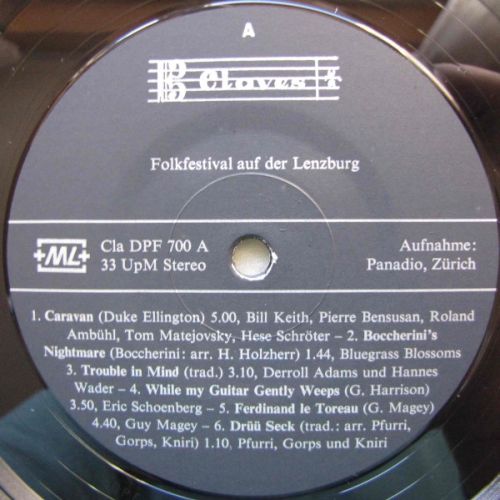 A
Claves
Folkfestival auf der Lenzburg
+ML+
Cla DPF 700 A
33 UpM Stereo
Aufnahme:
Panadio, Zürich
1. Caravan (Duke Ellington) 5.00, Bill Keith, Pierre Bensusan, Roland
Ambühl, Tom Matejovsky, Hese Schröter – 2. Boccherini's
Nightmare (Boccherini: arr. H. Holzherr) 1.44, Bluegrass Blossoms
3. Trouble in Mind (trad.) 3.10, Derroll Adams und Hannes
Wader – 4. While my Guitar Gently Weeps (G. Harrison)
3.50, Eric Schoenberg – 5. Ferdinand le Toreau (G. Magey)
4.40, Guy Magey – 6. Drüü Seck (trad.: arr. Pfurri,
Gorps, Kniri) 1.10, Pfurri, Gorps und Kniri